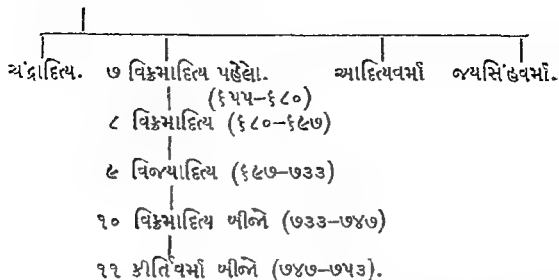 ચંદ્રાદિત્ય. ૭ વિક્રમાદિત્ય પહેલો. આદિત્યવર્મા જયસિંહવર્મા.
(૬૫૫-૬૮૦)
૮ વિક્રમાદિત્ય (૬૮૦-૬૯૭)
૯ વિજયાદિત્ય (૬૯૭-૭૩૩)
૧૦ વિક્રમાદિત્ય બીજો (૭૩૩-૭૪૭)
૧૧ કીર્તિવર્મા બીજો (૭૪૭-૭૫૩).